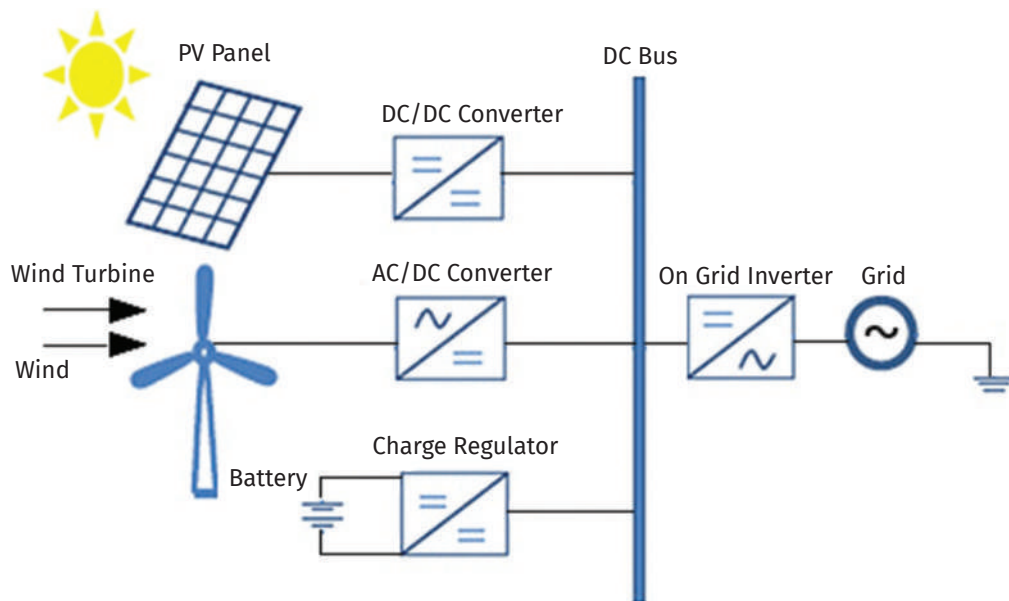 PV Panel
DC Bus
DC/DC Converter
Wind Turbine
AC/DC Converter
On Grid Inverter
Grid
Wind
Charge Regulator
Battery